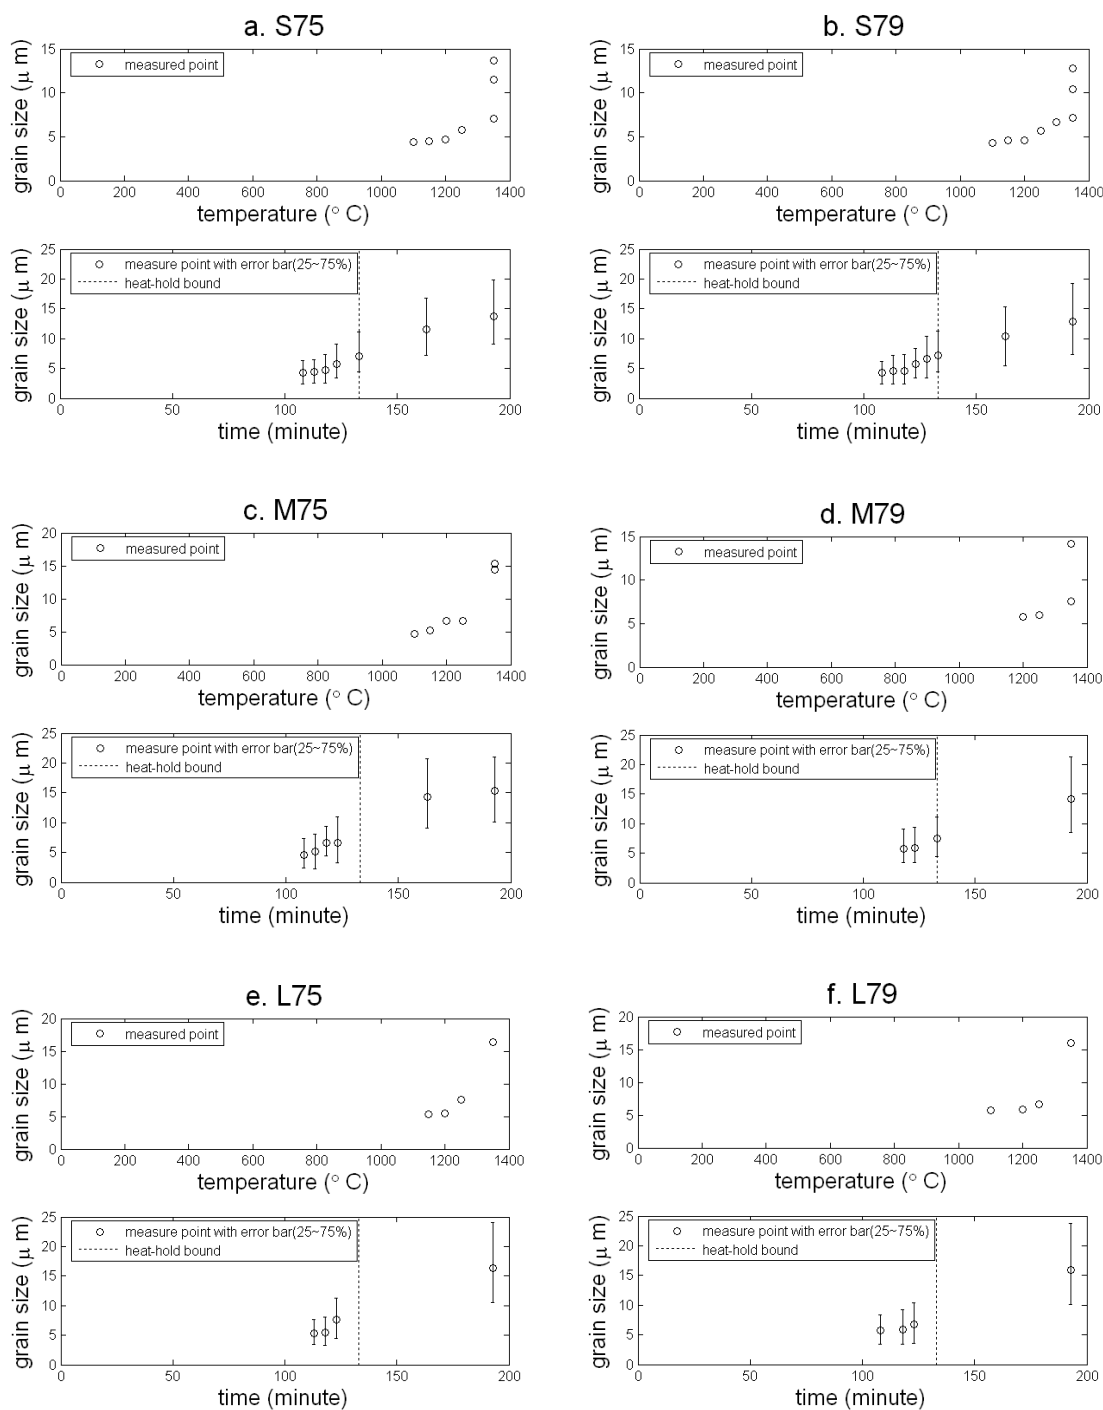 a. S75
grain size (μ m)
15
10
5
0
measured point
0 200 400 600 800 1000 1200 1400
temperature (° C)
grain size (μ m)
25
20
15
10
5
0
measure point with error bar(25~75%)
heat-hold bound
0 50 100 150 200
time (minute)
b. S79
grain size (μ m)
15
10
5
0
measured point
0 200 400 600 800 1000 1200 1400
temperature (° C)
grain size (μ m)
25
20
15
10
5
0
measure point with error bar(25~75%)
heat-hold bound
0 50 100 150 200
time (minute)
c. M75
grain size (μ m)
20
15
10
5
0
measured point
0 200 400 600 800 1000 1200 1400
temperature (° C)
grain size (μ m)
25
20
15
10
5
0
measure point with error bar(25~75%)
heat-hold bound
0 50 100 150 200
time (minute)
d. M79
grain size (μ m)
15
10
5
0
measured point
0 200 400 600 800 1000 1200 1400
temperature (° C)
grain size (μ m)
25
20
15
10
5
0
measure point with error bar(25~75%)
heat-hold bound
0 50 100 150 200
time (minute)
e. L75
grain size (μ m)
20
15
10
5
0
measured point
0 200 400 600 800 1000 1200 1400
temperature (° C)
grain size (μ m)
25
20
15
10
5
0
measure point with error bar(25~75%)
heat-hold bound
0 50 100 150 200
time (minute)
f. L79
grain size (μ m)
20
15
10
5
0
measured point
0 200 400 600 800 1000 1200 1400
temperature (° C)
grain size (μ m)
25
20
15
10
5
0
measure point with error bar(25~75%)
heat-hold bound
0 50 100 150 200
time (minute)